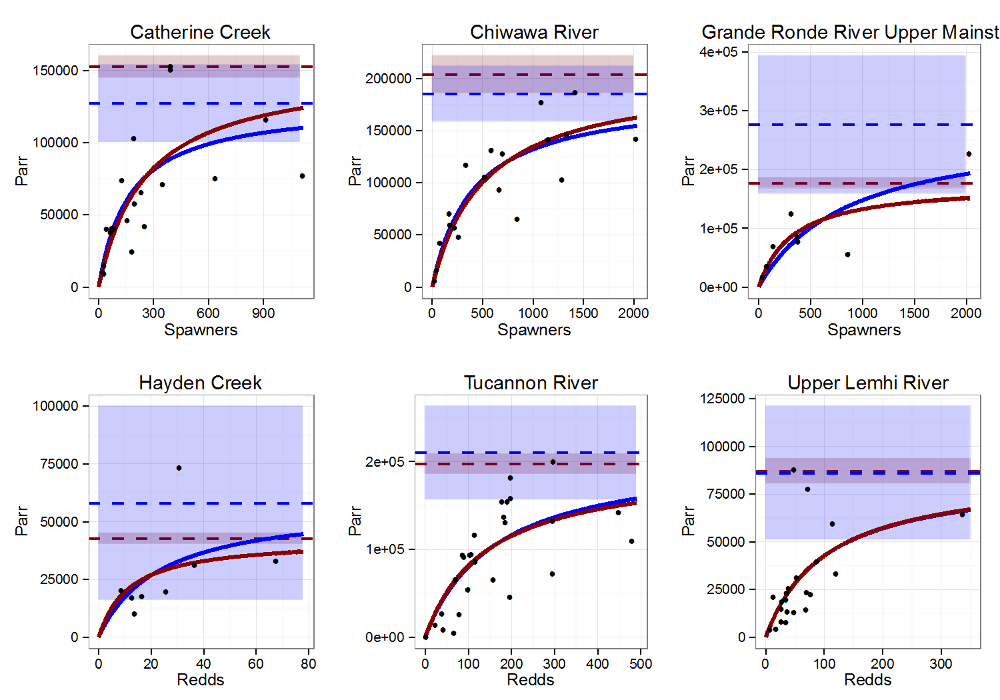 Catherine Creek
Parr
150000
100000
50000
0
0 300 600 900
Spawners
Chiwawa River
Parr
200000
150000
100000
50000
0
0 500 1000 1500 2000
Spawners
Grande Ronde River Upper Mainst
Parr
4e+05
3e+05
2e+05
1e+05
0e+00
0 500 1000 1500 2000
Spawners
Hayden Creek
Parr
100000
75000
50000
25000
0
0 20 40 60 80
Redds
Tucannon River
Parr
2e+05
1e+05
0e+00
0 100 200 300 400 500
Redds
Upper Lemhi River
Parr
125000
100000
75000
50000
25000
0
0 100 200 300
Redds